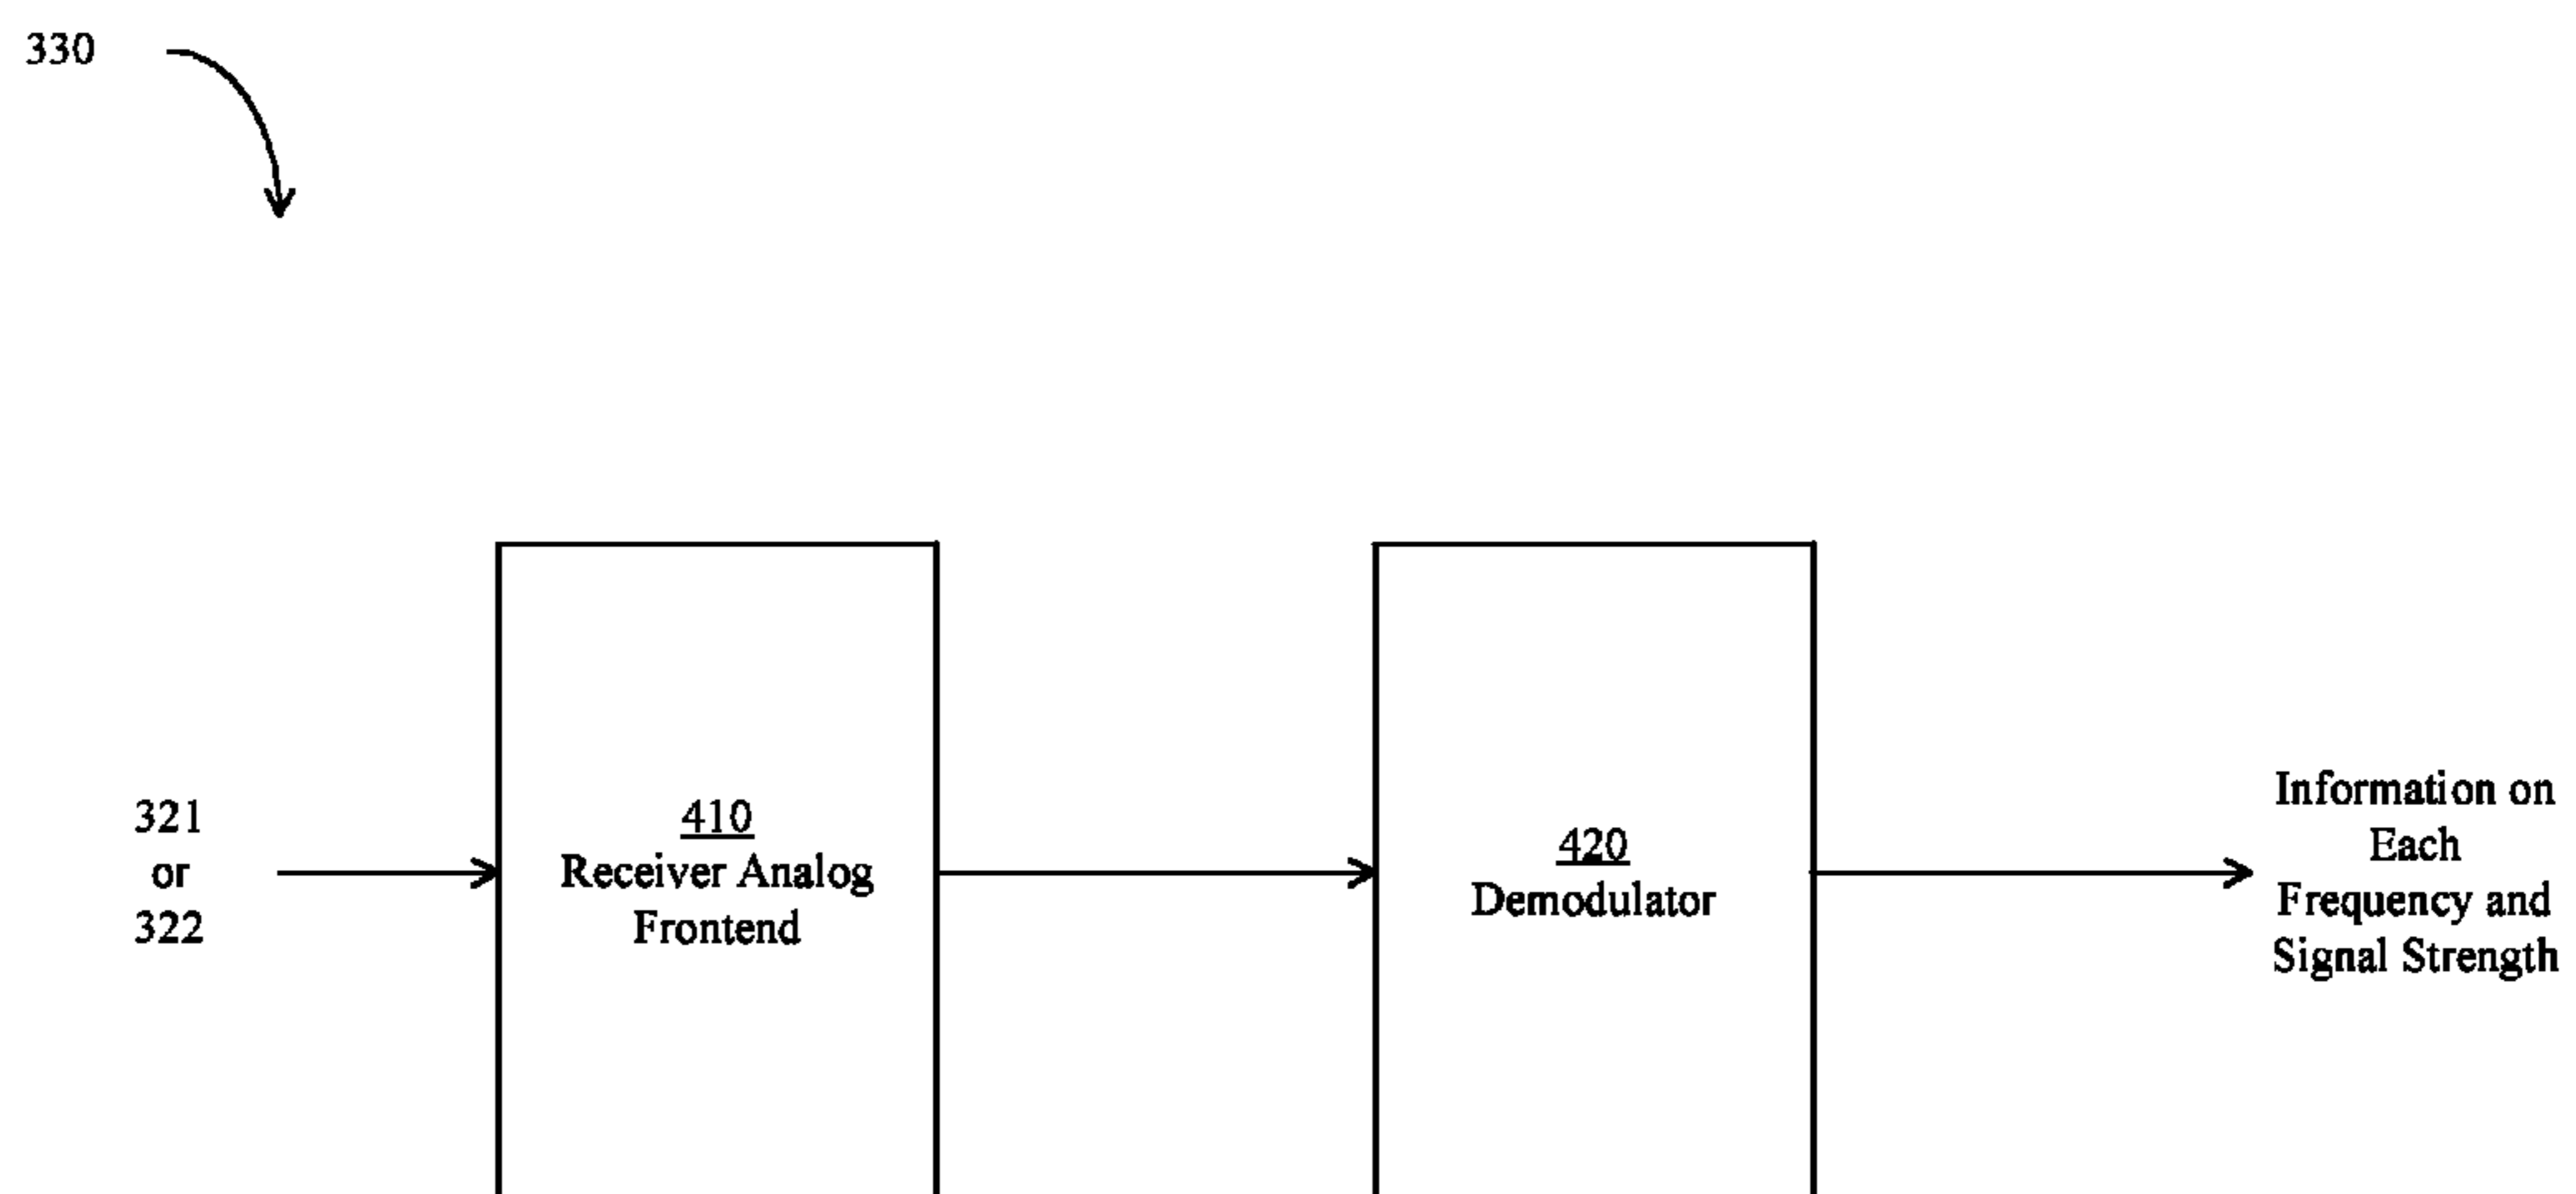 330
321
or
322
410
Receiver Analog
Frontend
420
Demodulator
Information on
Each
Frequency and
Signal Strength